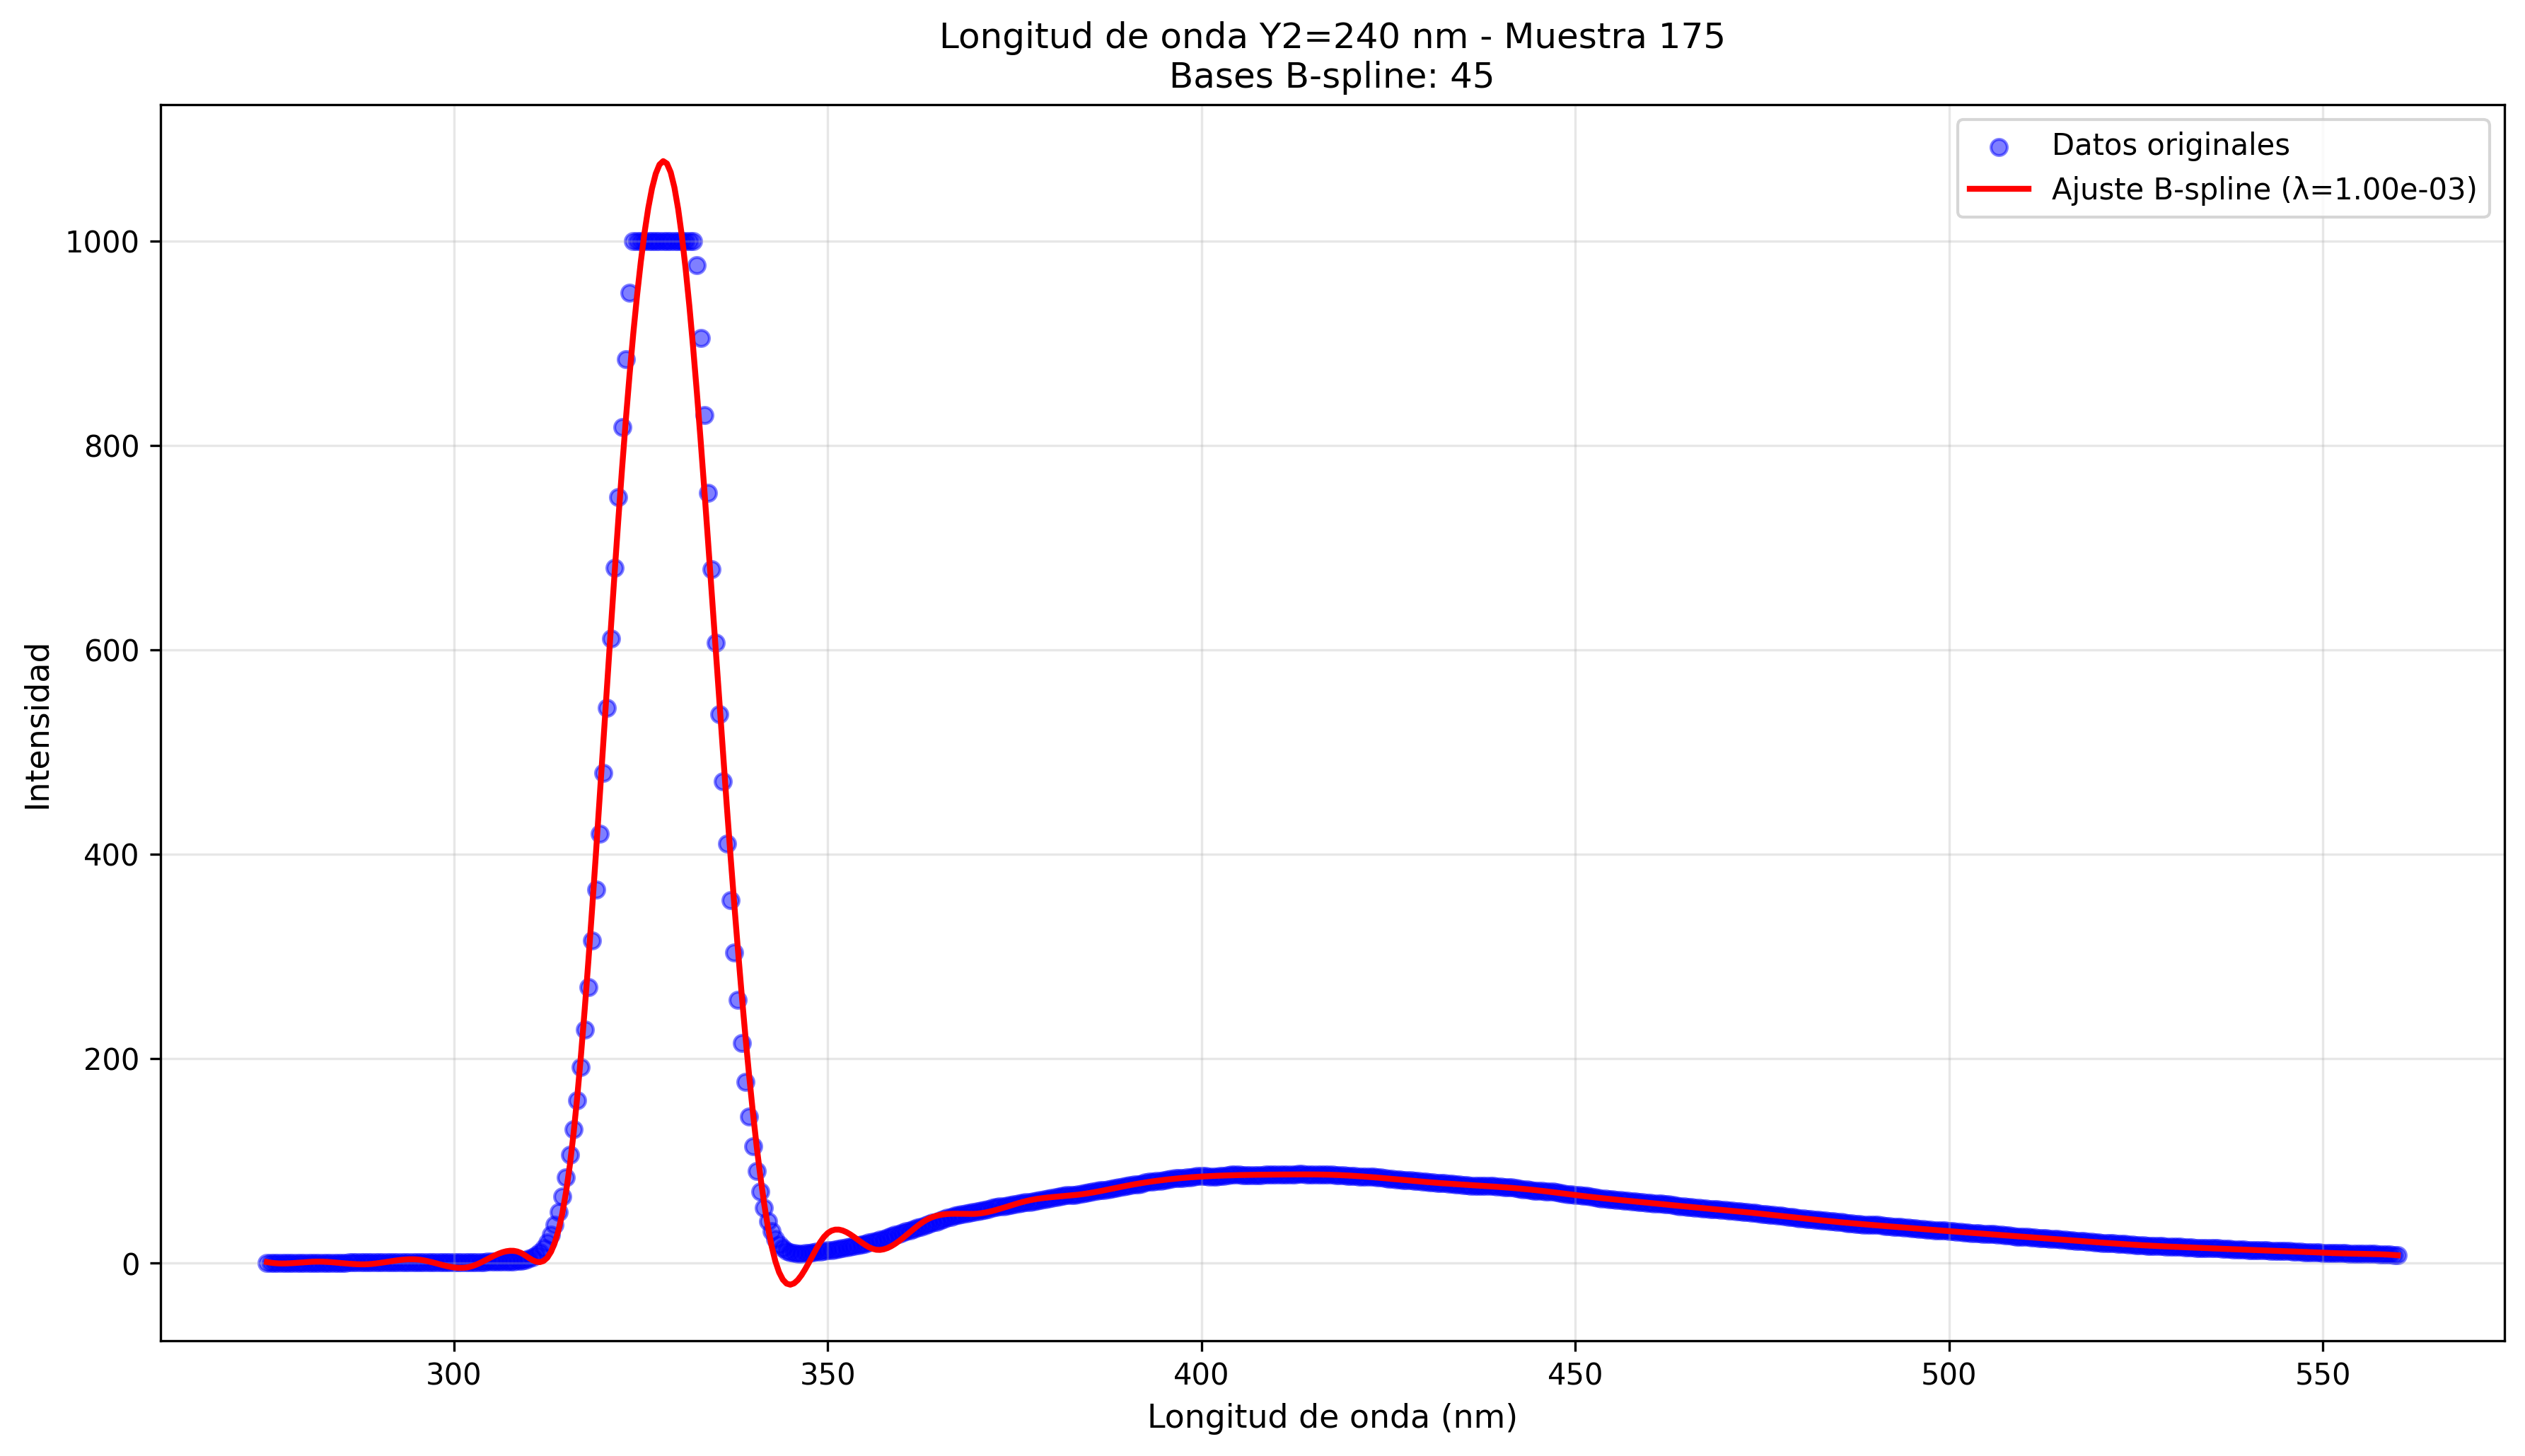 Longitud de onda Y2=240 nm - Muestra 175
Bases B-spline: 45
Datos originales
Ajuste B-spline (λ=1.00e-03)
Intensidad
1000
800
600
400
200
0
300
350
400
450
500
550
Longitud de onda (nm)